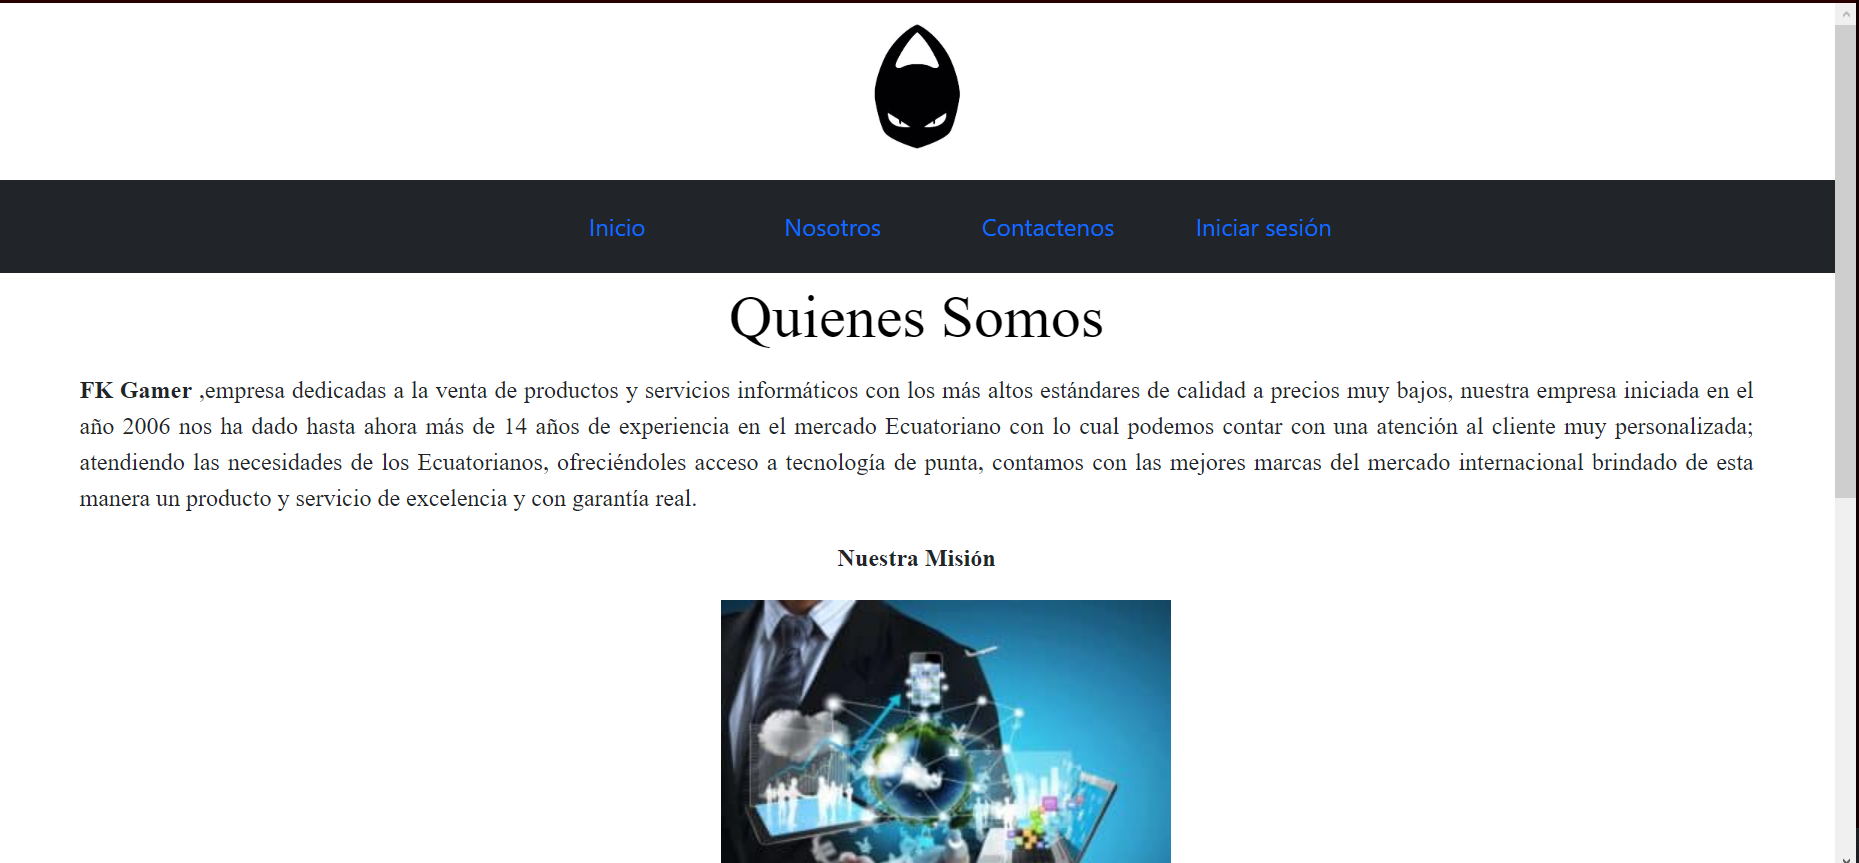 Inicio Nosotros Contactenos Iniciar sesión
Quienes Somos
FK Gamer ,empresa dedicadas a la venta de productos y servicios informáticos con los más altos estándares de calidad a precios muy bajos, nuestra empresa iniciada en el
año 2006 nos ha dado hasta ahora más de 14 años de experiencia en el mercado Ecuatoriano con lo cual podemos contar con una atención al cliente muy personalizada;
atendiendo las necesidades de los Ecuatorianos, ofreciéndoles acceso a tecnología de punta, contamos con las mejores marcas del mercado internacional brindado de esta
manera un producto y servicio de excelencia y con garantía real.
Nuestra Misión